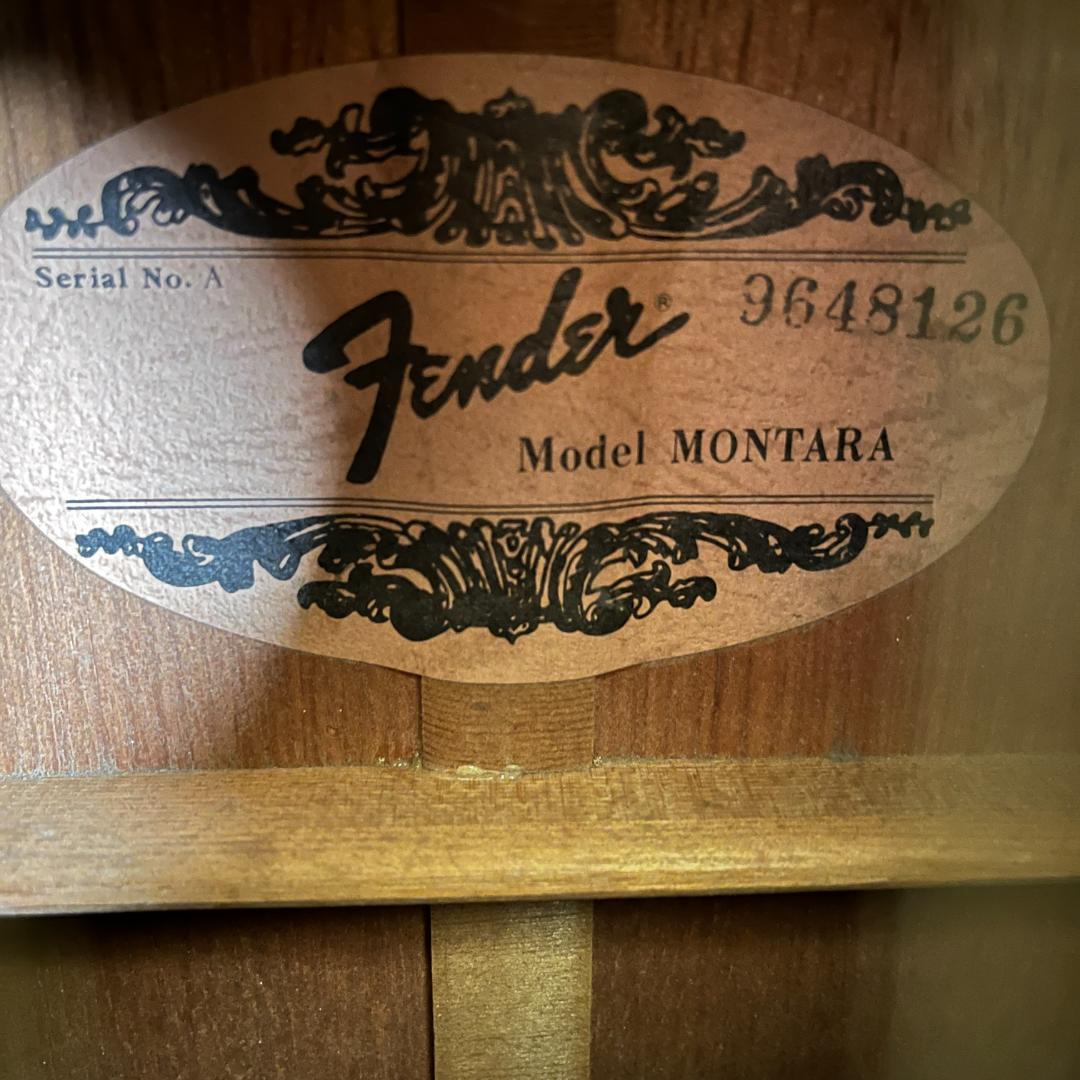 Serial No. A 9648126
Fender®
Model MONTARA